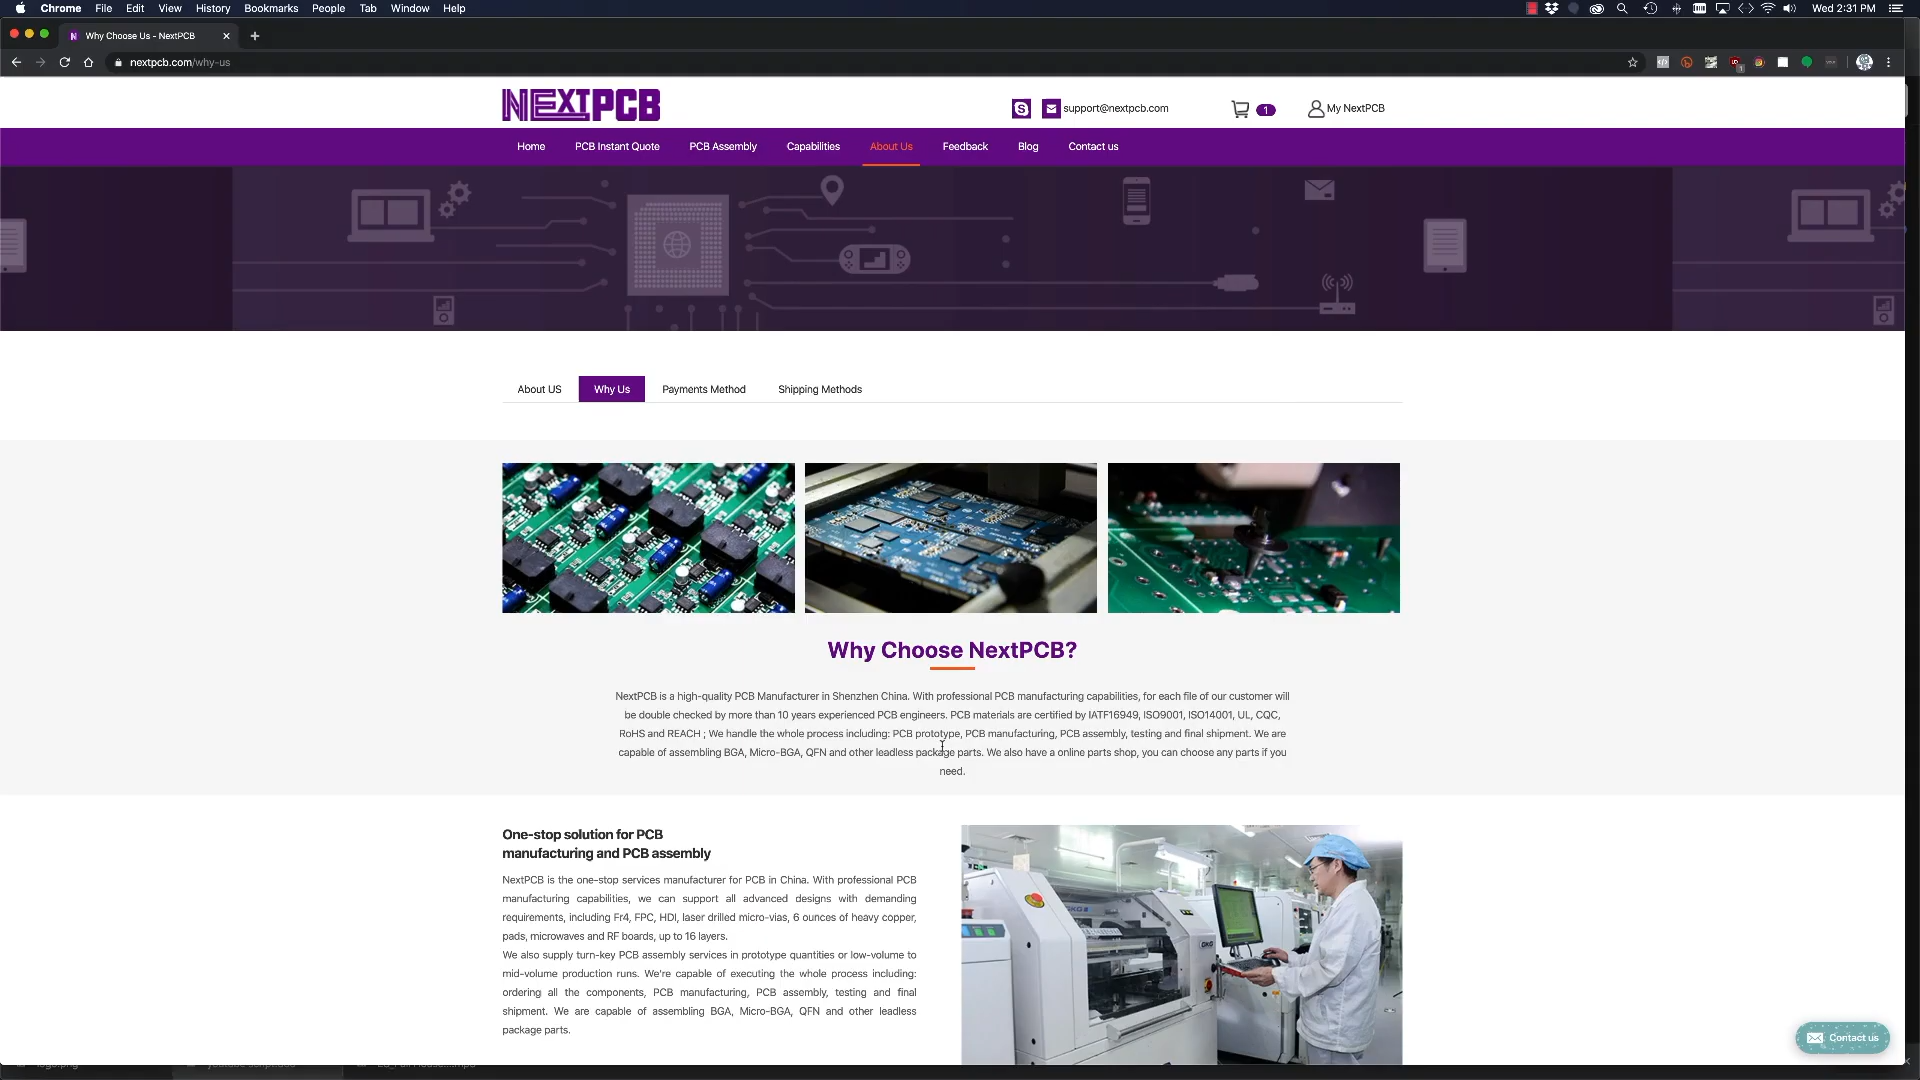 Chrome File Edit View History Bookmarks People Tab Window Help Wed 2:31 PM
Why Choose Us - NextPCB
nextpcb.com/why-us
NEXTPCB
support@nextpcb.com 1 My NextPCB
Home PCB Instant Quote PCB Assembly Capabilities About Us Feedback Blog Contact us
About US Why Us Payments Method Shipping Methods
Why Choose NextPCB?
NextPCB is a high-quality PCB Manufacturer in Shenzhen China. With professional PCB manufacturing capabilities, for each file of our customer will
be double checked by more than 10 years experienced PCB engineers. PCB materials are certified by IATF16949, ISO9001, ISO14001, UL, CQC,
RoHS and REACH ; We handle the whole process including: PCB prototype, PCB manufacturing, PCB assembly, testing and final shipment. We are
capable of assembling BGA, Micro-BGA, QFN and other leadless package parts. We also have a online parts shop, you can choose any parts if you
need.
One-stop solution for PCB
manufacturing and PCB assembly
NextPCB is the one-stop services manufacturer for PCB in China. With professional PCB
manufacturing capabilities, we can support all advanced designs with demanding
requirements, including Fr4, FPC, HDI, laser drilled micro-vias, 6 ounces of heavy copper,
pads, microwaves and RF boards, up to 16 layers.
We also supply turn-key PCB assembly services in prototype quantities or low-volume to
mid-volume production runs. We're capable of executing the whole process including:
ordering all the components, PCB manufacturing, PCB assembly, testing and final
shipment. We are capable of assembling BGA, Micro-BGA, QFN and other leadless
package parts.
GKG
Contact us